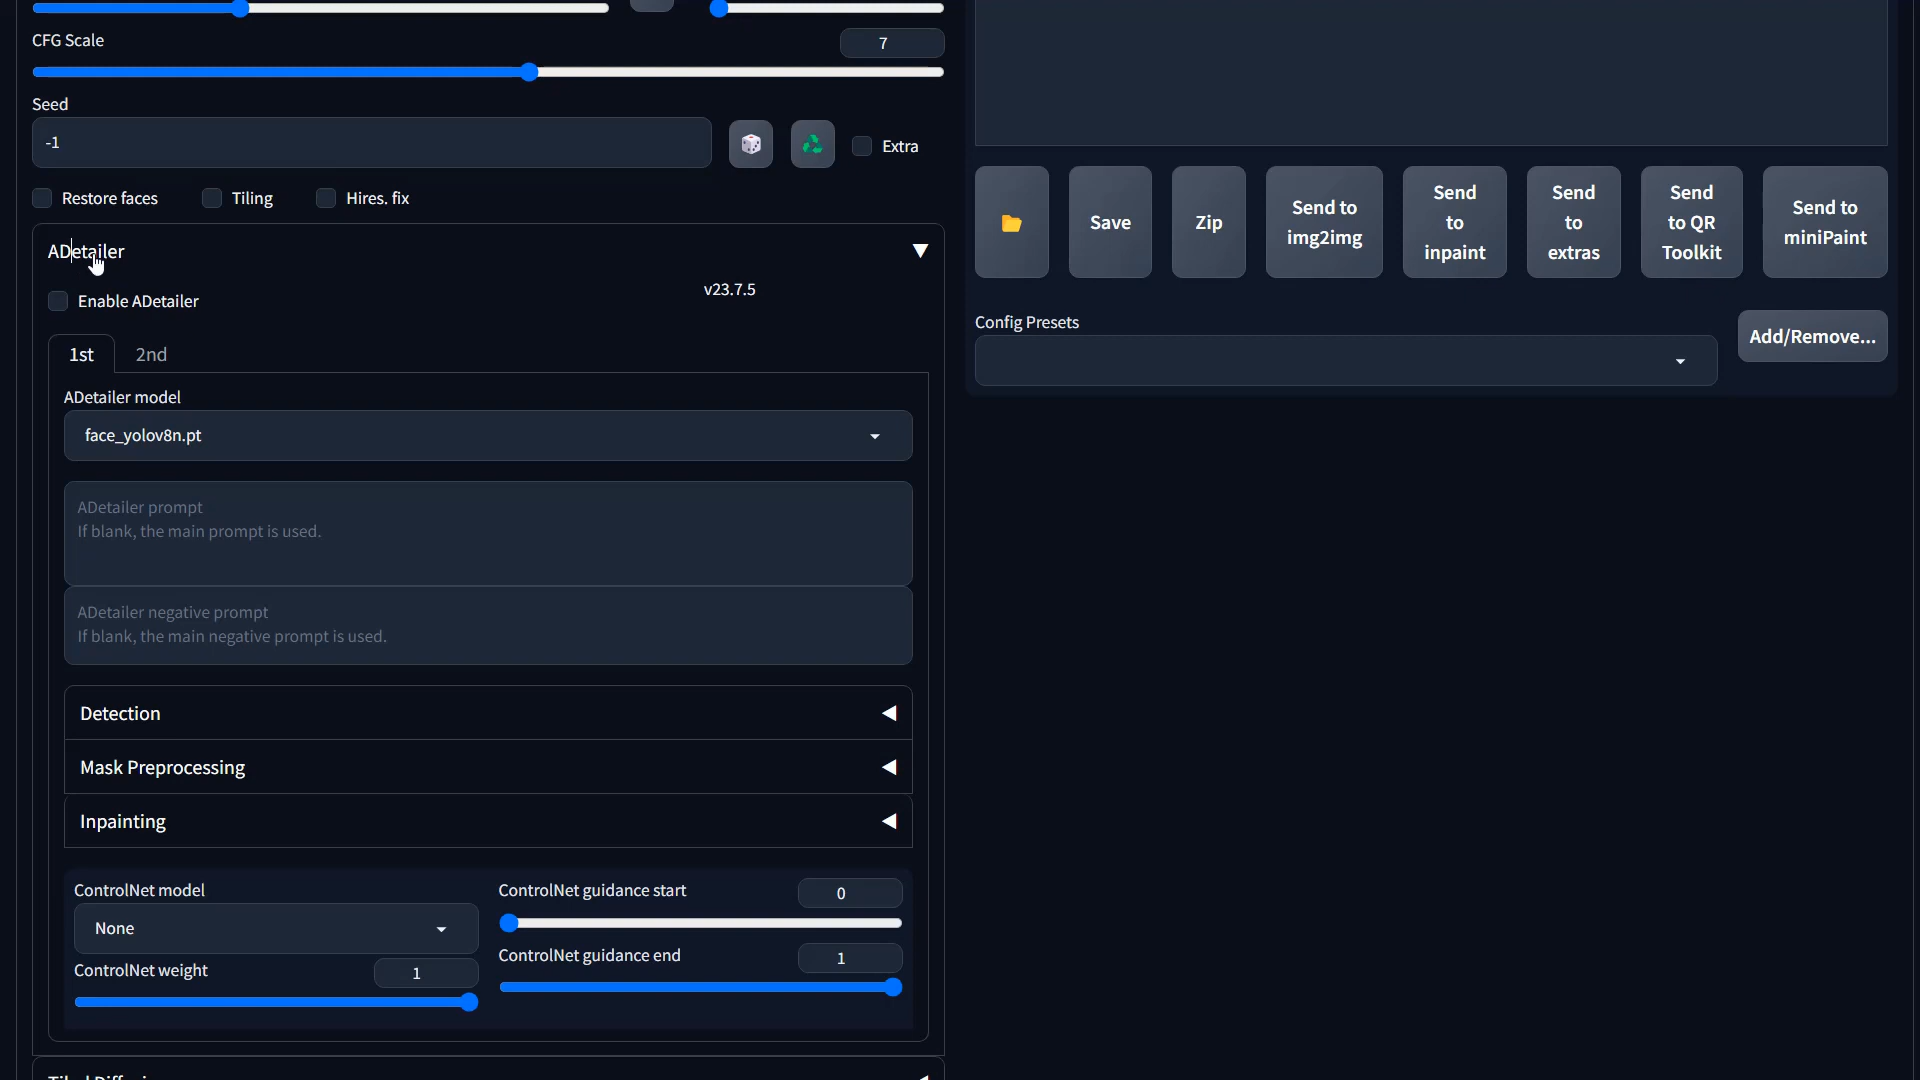 CFG Scale
7
Seed
-1
Extra
Restore faces
Tiling
Hires. fix
ADetailer
Enable ADetailer
v23.7.5
1st
2nd
ADetailer model
face_yolov8n.pt
ADetailer prompt
If blank, the main prompt is used.
ADetailer negative prompt
If blank, the main negative prompt is used.
Detection
Mask Preprocessing
Inpainting
ControlNet model
None
ControlNet weight
1
ControlNet guidance start
0
ControlNet guidance end
1
Save
Zip
Send to
img2img
Send
to
inpaint
Send
to
extras
Send
to QR
Toolkit
Send to
miniPaint
Config Presets
Add/Remove...